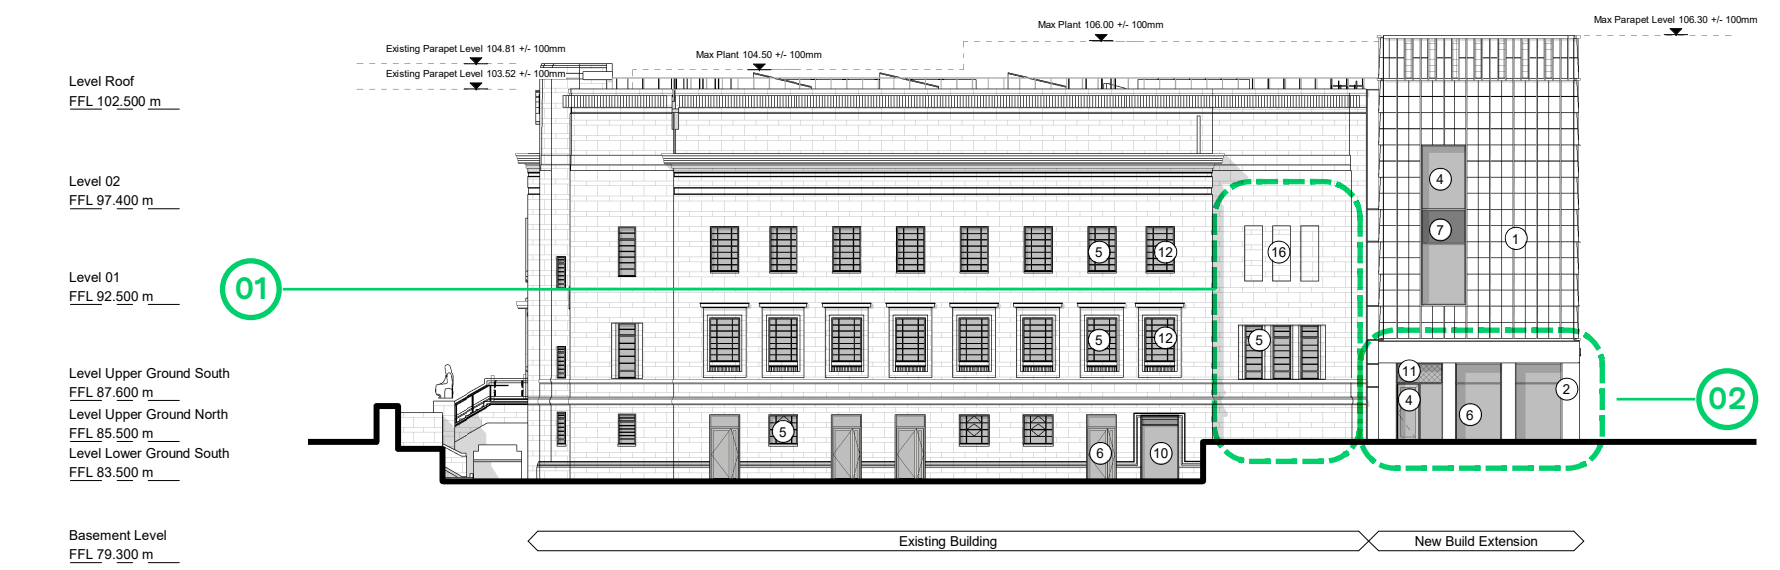 Max Parapet Level 106.30 +/- 100mm
Max Plant 106.00 +/- 100mm
Existing Parapet Level 104.81 +/- 100mm
Max Plant 104.50 +/- 100mm
Existing Parapet Level 103.52 +/- 100mm
Level Roof
FFL 102.500 m
Level 02
FFL 97.400 m
4
7
1
5
12
16
Level 01
FFL 92.500 m
01
5
12
5
Level Upper Ground South
FFL 87.600 m
11
4
6
2
02
Level Upper Ground North
FFL 85.500 m
5
Level Lower Ground South
FFL 83.500 m
6
10
Basement Level
FFL 79.300 m
Existing Building
New Build Extension